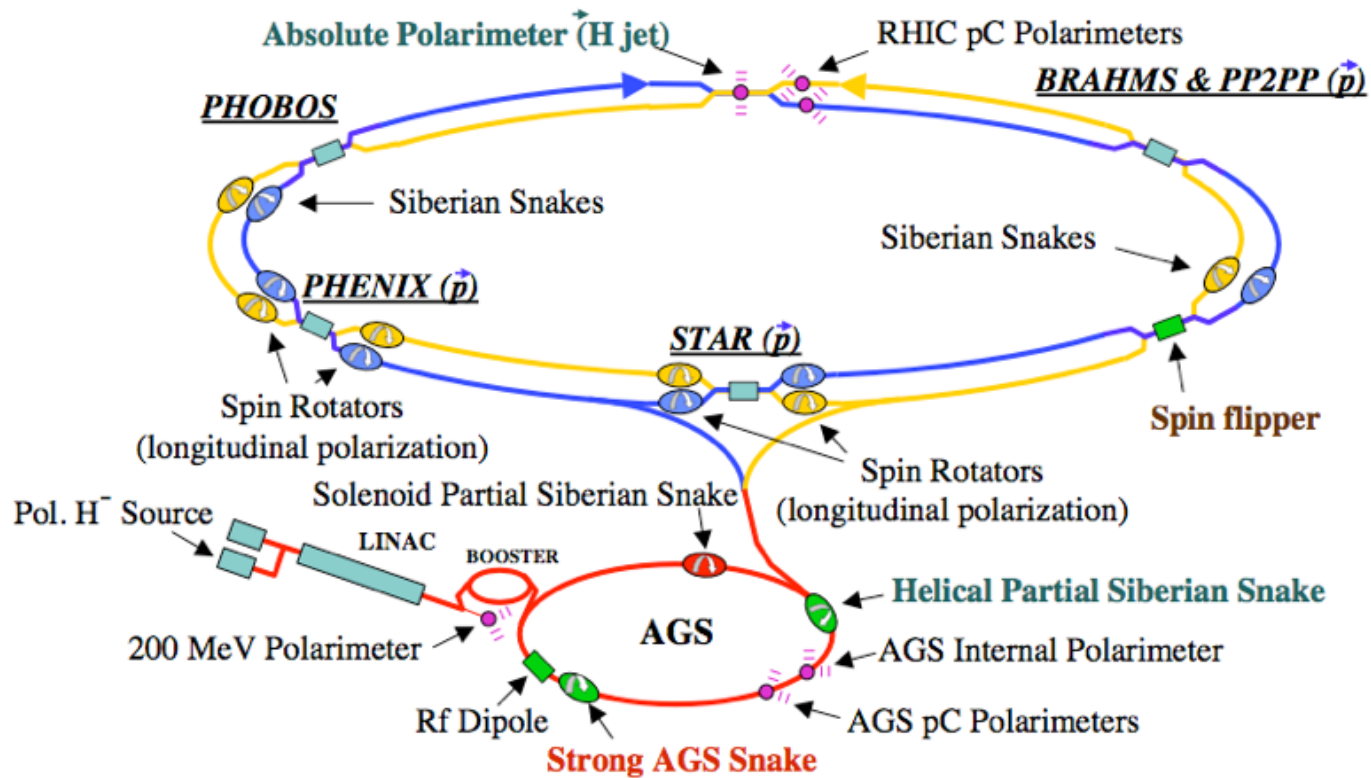 Absolute Polarimeter (H⃗ jet)
RHIC pC Polarimeters
BRAHMS & PP2PP (p⃗)
PHOBOS
Siberian Snakes
Siberian Snakes
PHENIX (p⃗)
STAR (p⃗)
Spin Rotators
(longitudinal polarization)
Spin flipper
Spin Rotators
(longitudinal polarization)
Solenoid Partial Siberian Snake
Pol. H⁻ Source
LINAC
BOOSTER
Helical Partial Siberian Snake
AGS
200 MeV Polarimeter
AGS Internal Polarimeter
Rf Dipole
AGS pC Polarimeters
Strong AGS Snake